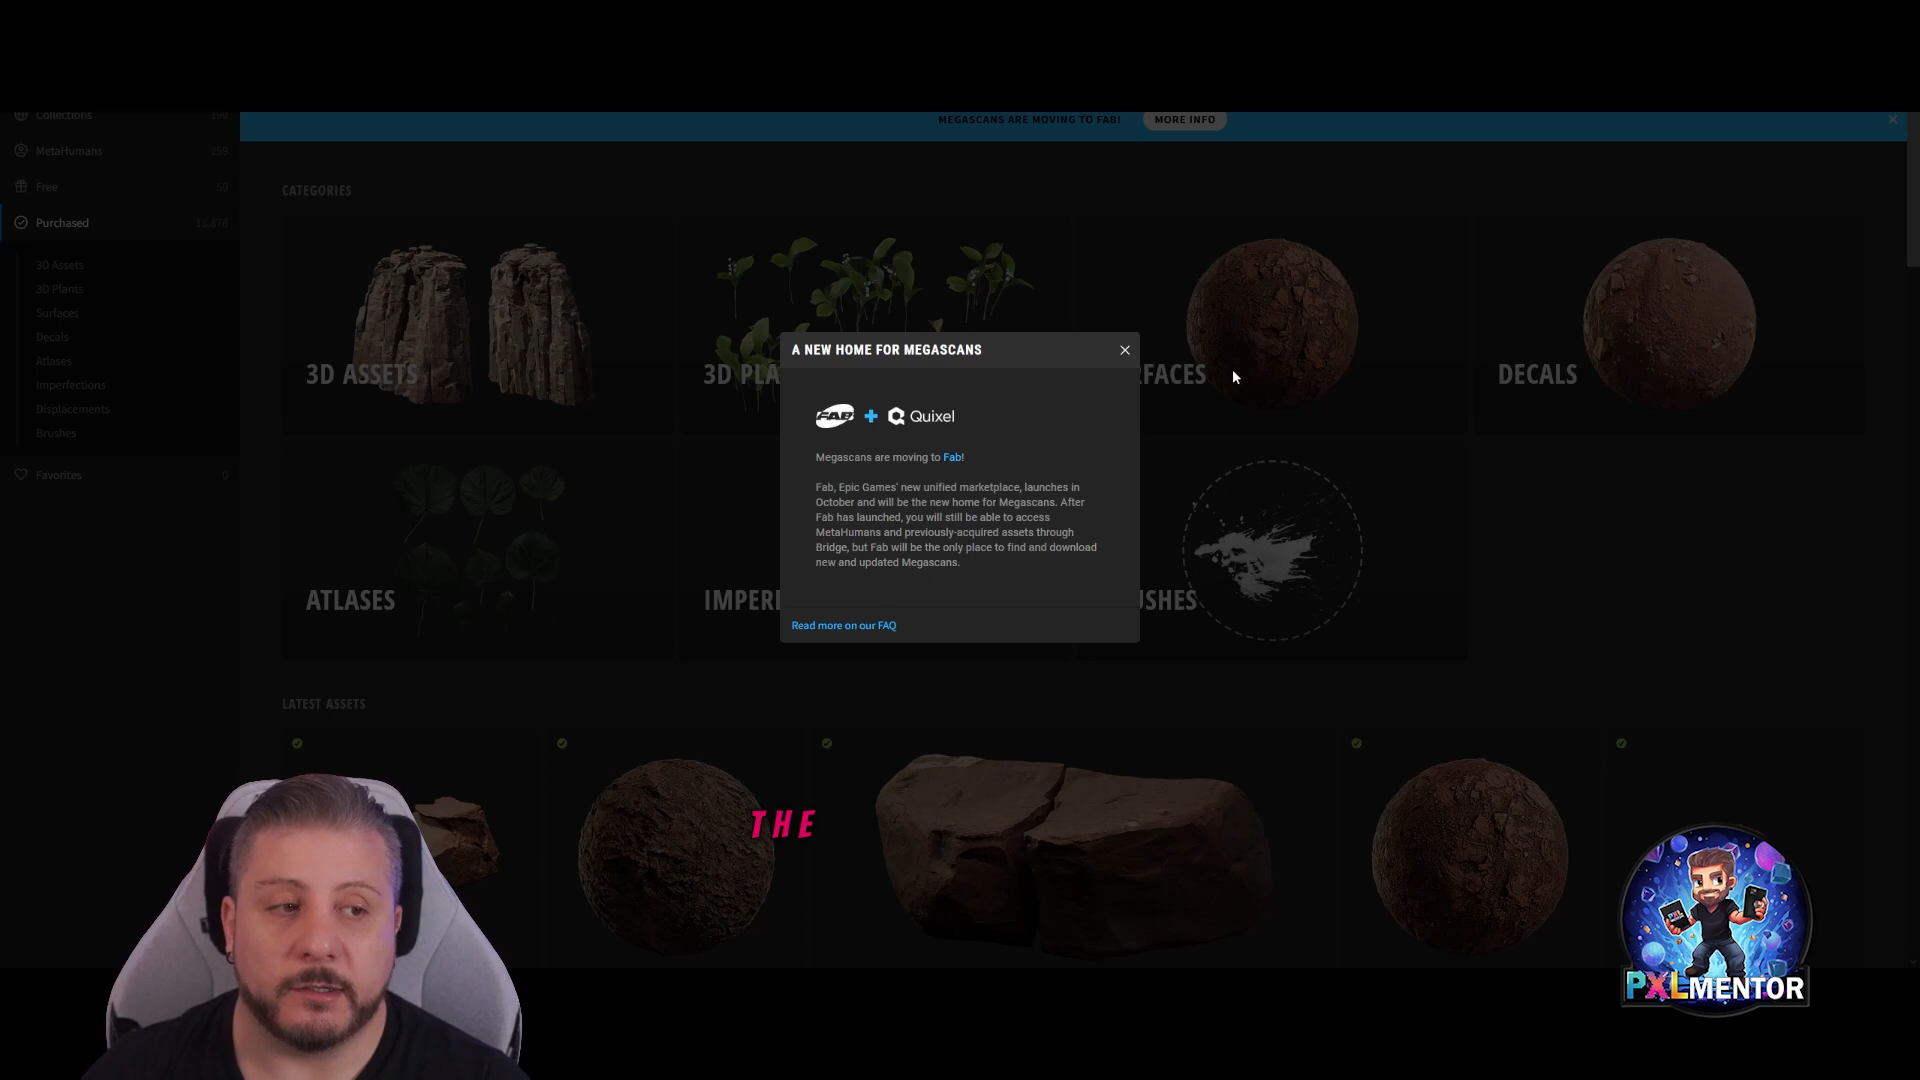 Collections 199
MEGASCANS ARE MOVING TO FAB! MORE INFO
MetaHumans 259
Free 59
CATEGORIES
Purchased
3D Assets
3D Plants
Surfaces
Decals
Atlases
Imperfections
Displacements
Brushes
Favorites 0
3D ASSETS
3D PLA
FACES
DECALS
A NEW HOME FOR MEGASCANS
FAB + Quixel
Megascans are moving to Fab!
Fab, Epic Games' new unified marketplace, launches in
October and will be the new home for Megascans. After
Fab has launched, you will still be able to access
MetaHumans and previously-acquired assets through
Bridge, but Fab will be the only place to find and download
new and updated Megascans.
Read more on our FAQ
ATLASES
IMPERI
SHES
LATEST ASSETS
THE
PXLMENTOR